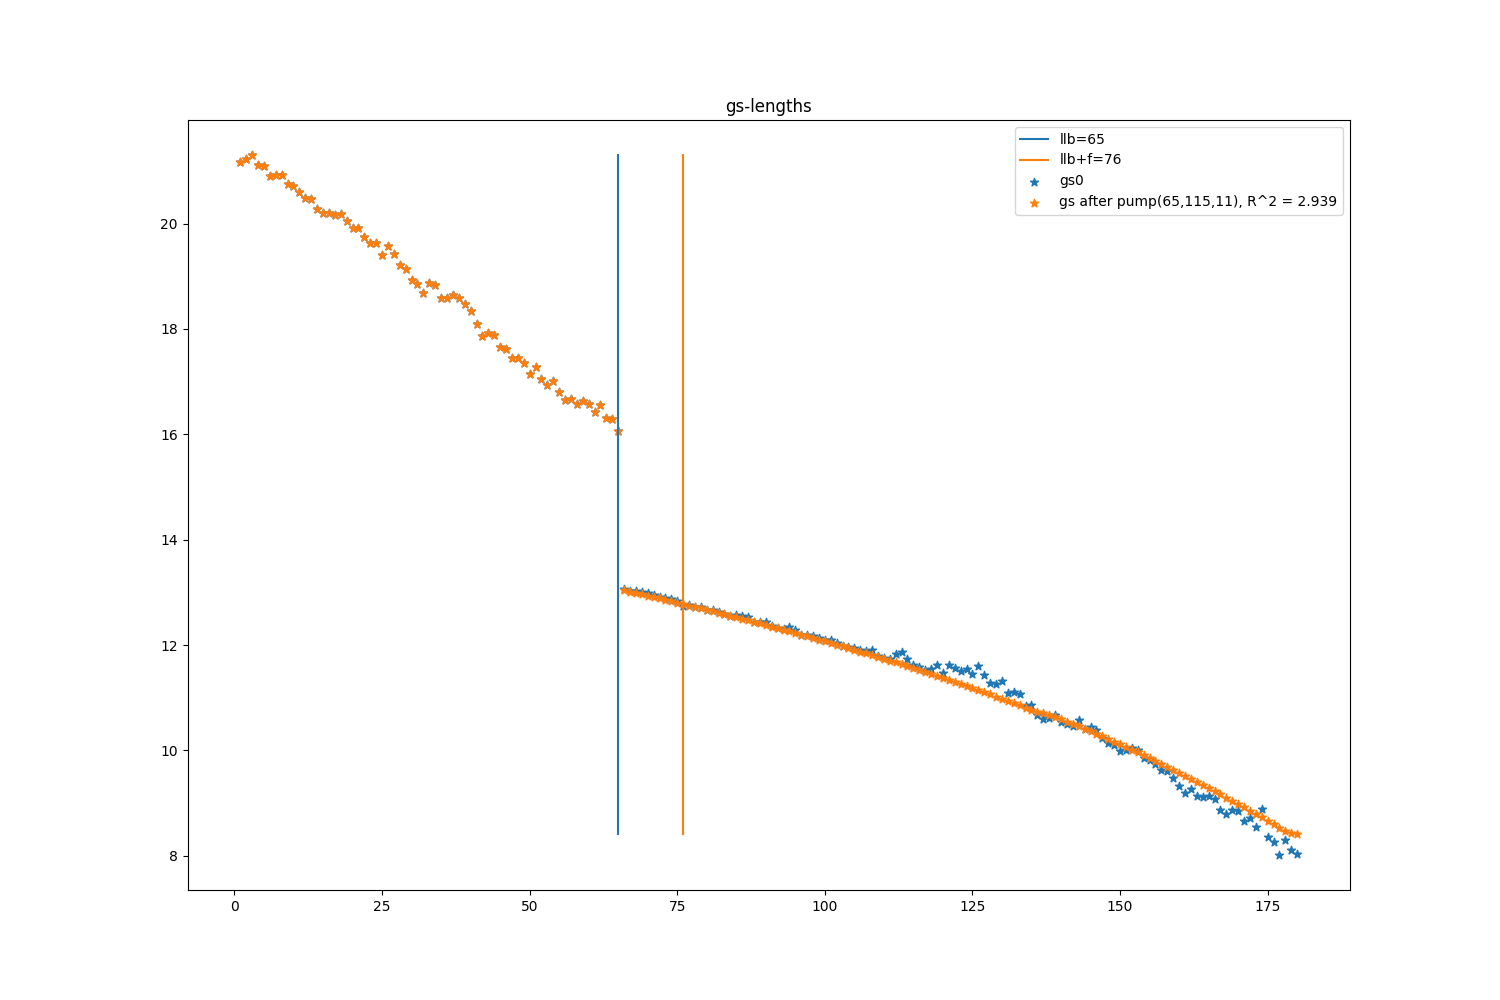 gs-lengths
llb=65
llb+f=76
gs0
gs after pump(65,115,11), R^2 = 2.939
20
18
16
14
12
10
8
0 25 50 75 100 125 150 175